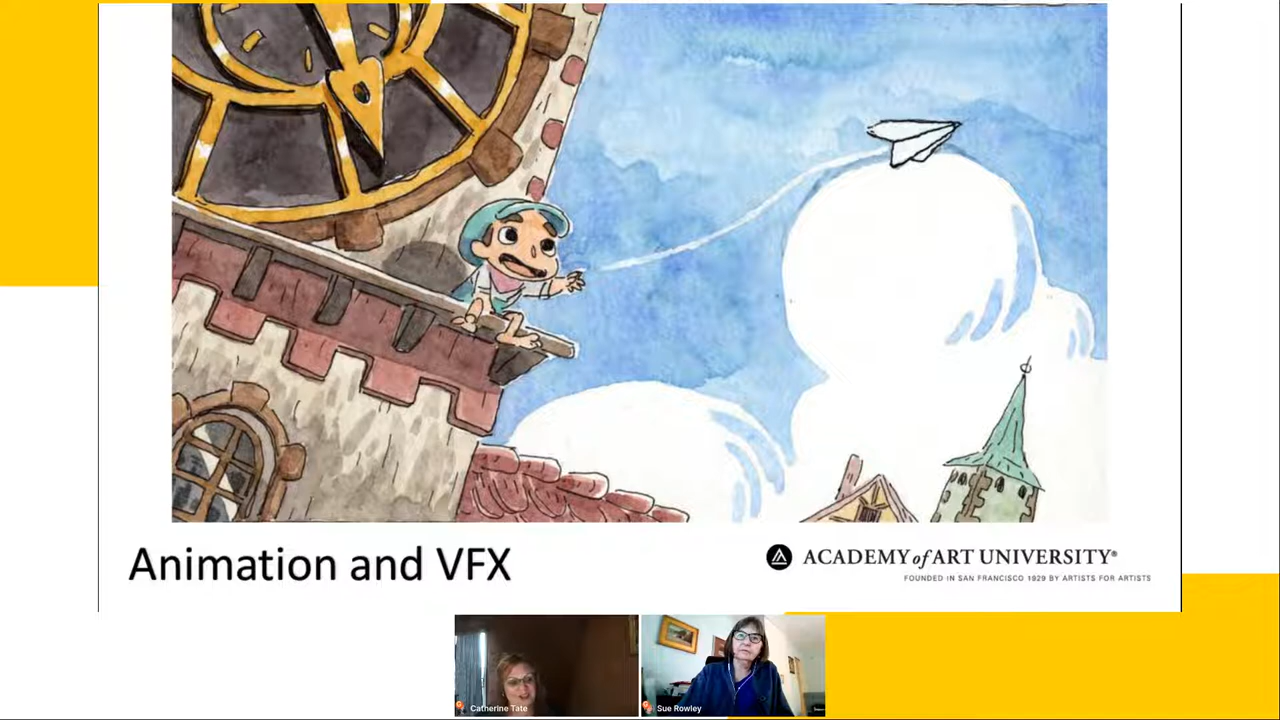 Animation and VFX
ACADEMY of ART UNIVERSITY®
FOUNDED IN SAN FRANCISCO 1929 BY ARTISTS FOR ARTISTS
Catherine Tate
Sue Rowley